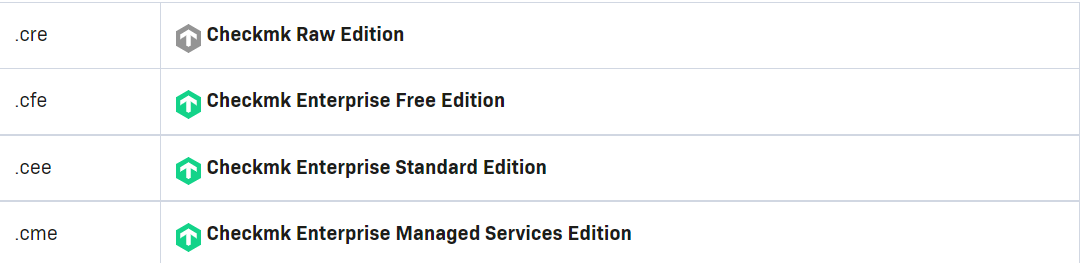 .cre Checkmk Raw Edition
.cfe Checkmk Enterprise Free Edition
.cee Checkmk Enterprise Standard Edition
.cme Checkmk Enterprise Managed Services Edition